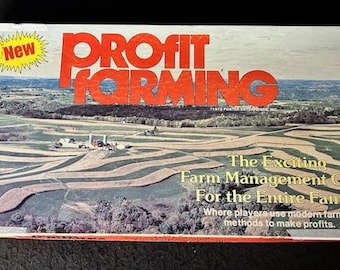 New
PROFIT
FARMING
The Exciting
Farm Management G
For the Entire Fam
Where players use modern farm
methods to make profits.